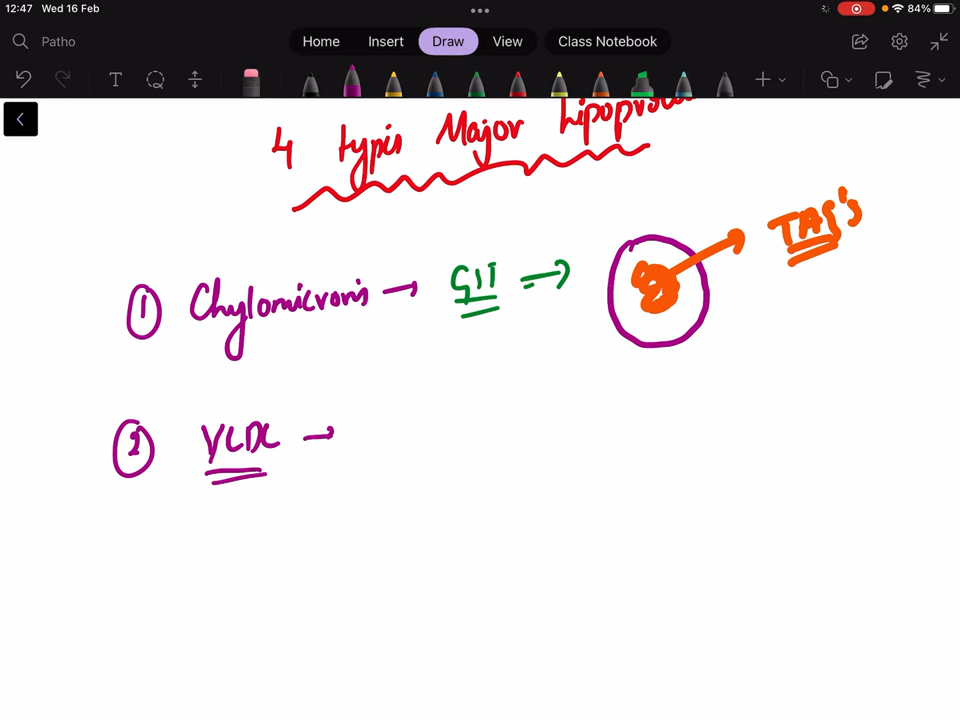 12:47 Wed 16 Feb 84%
Patho Home Insert Draw View Class Notebook
T
4 Types Major
TAG's
① Chylomicrons → GIT ⇒
② VLDL →